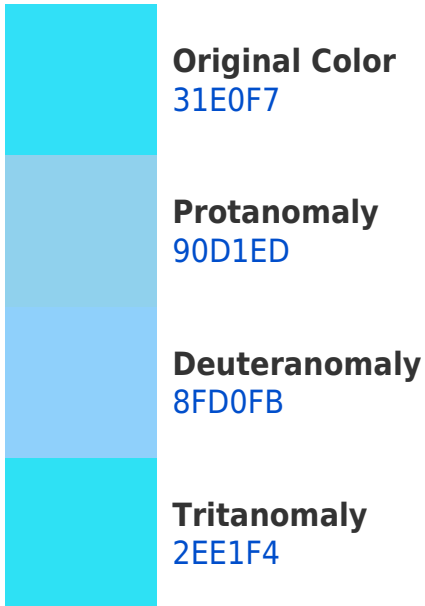 Original Color
31E0F7
Protanomaly
90D1ED
Deuteranomaly
8FD0FB
Tritanomaly
2EE1F4